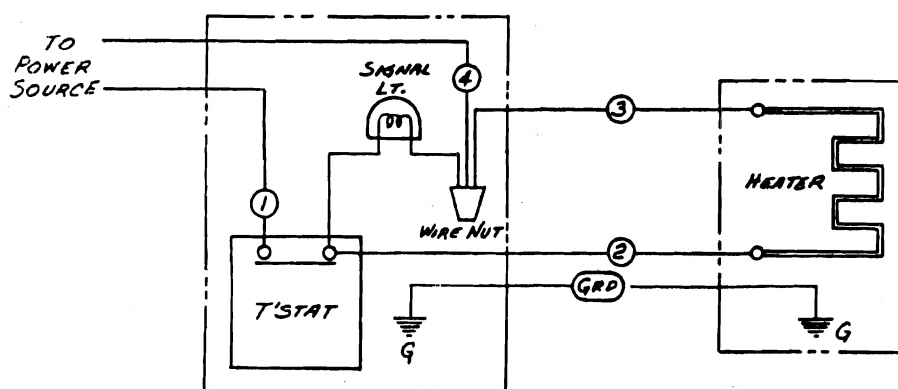 TO
POWER
SOURCE
SIGNAL
LT.
4
3
HEATER
1
WIRE NUT
2
T'STAT
GRD
G
G